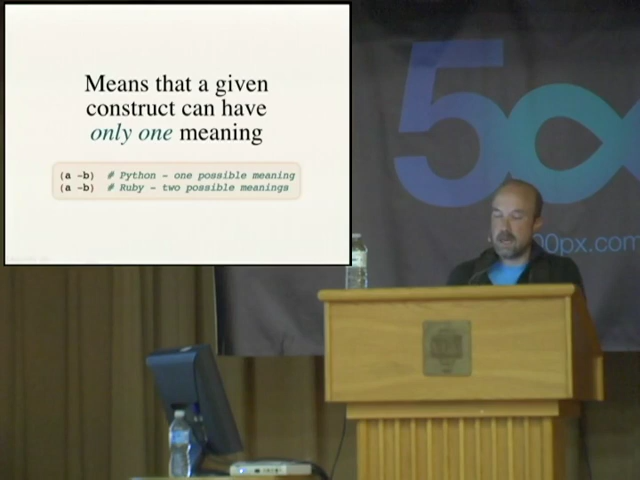 Means that a given
construct can have
only one meaning
(a -b)  # Python - one possible meaning
(a -b)  # Ruby - two possible meanings
500px.com